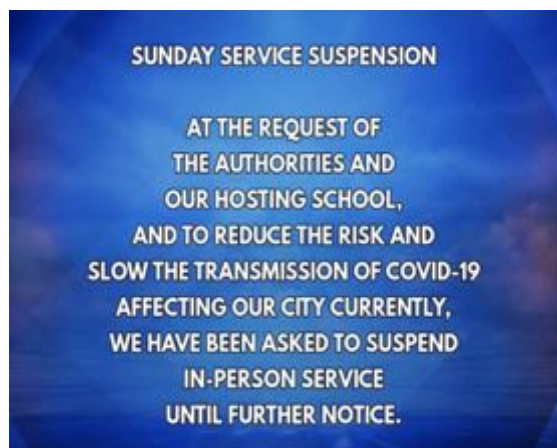 SUNDAY SERVICE SUSPENSION
AT THE REQUEST OF
THE AUTHORITIES AND
OUR HOSTING SCHOOL,
AND TO REDUCE THE RISK AND
SLOW THE TRANSMISSION OF COVID-19
AFFECTING OUR CITY CURRENTLY,
WE HAVE BEEN ASKED TO SUSPEND
IN-PERSON SERVICE
UNTIL FURTHER NOTICE.